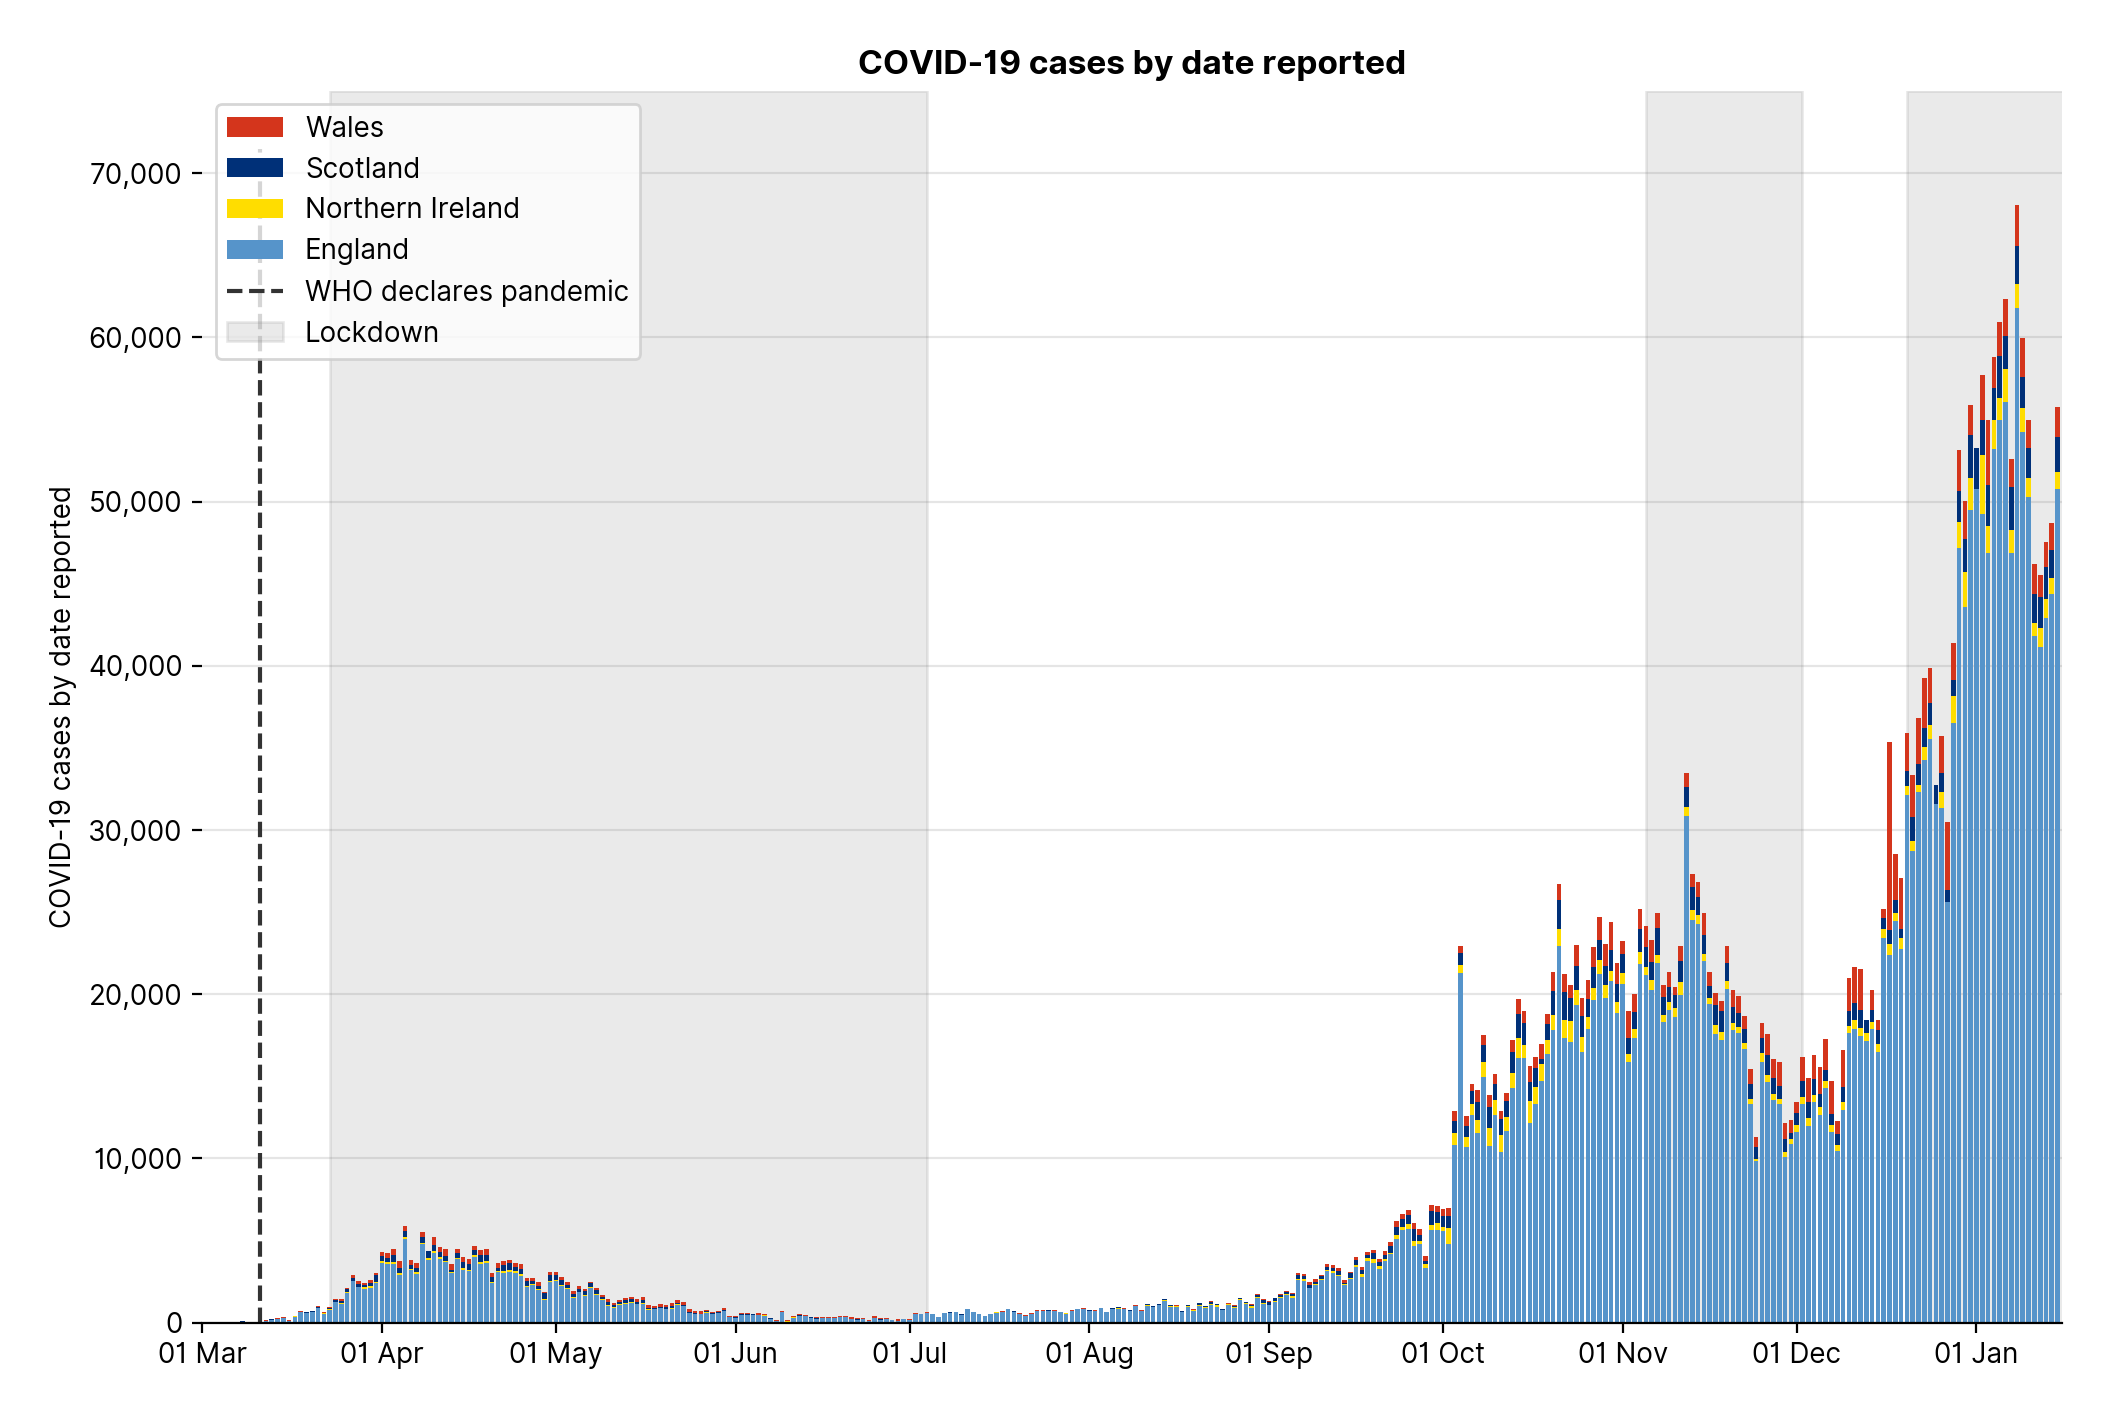 COVID-19 cases by date reported
Wales
Scotland
Northern Ireland
England
WHO declares pandemic
Lockdown
COVID-19 cases by date reported
70,000
60,000
50,000
40,000
30,000
20,000
10,000
0
01 Mar 01 Apr 01 May 01 Jun 01 Jul 01 Aug 01 Sep 01 Oct 01 Nov 01 Dec 01 Jan